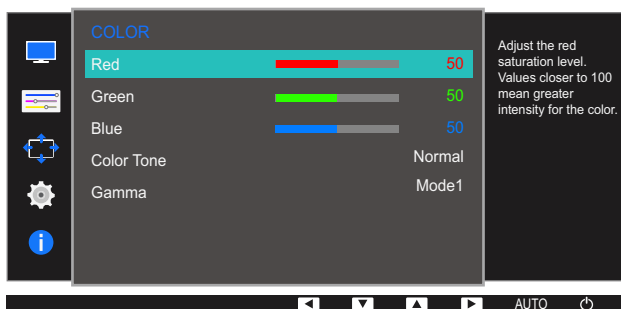 COLOR
Red 50
Green 50
Blue 50
Color Tone Normal
Gamma Mode1
Adjust the red
saturation level.
Values closer to 100
mean greater
intensity for the color.
AUTO